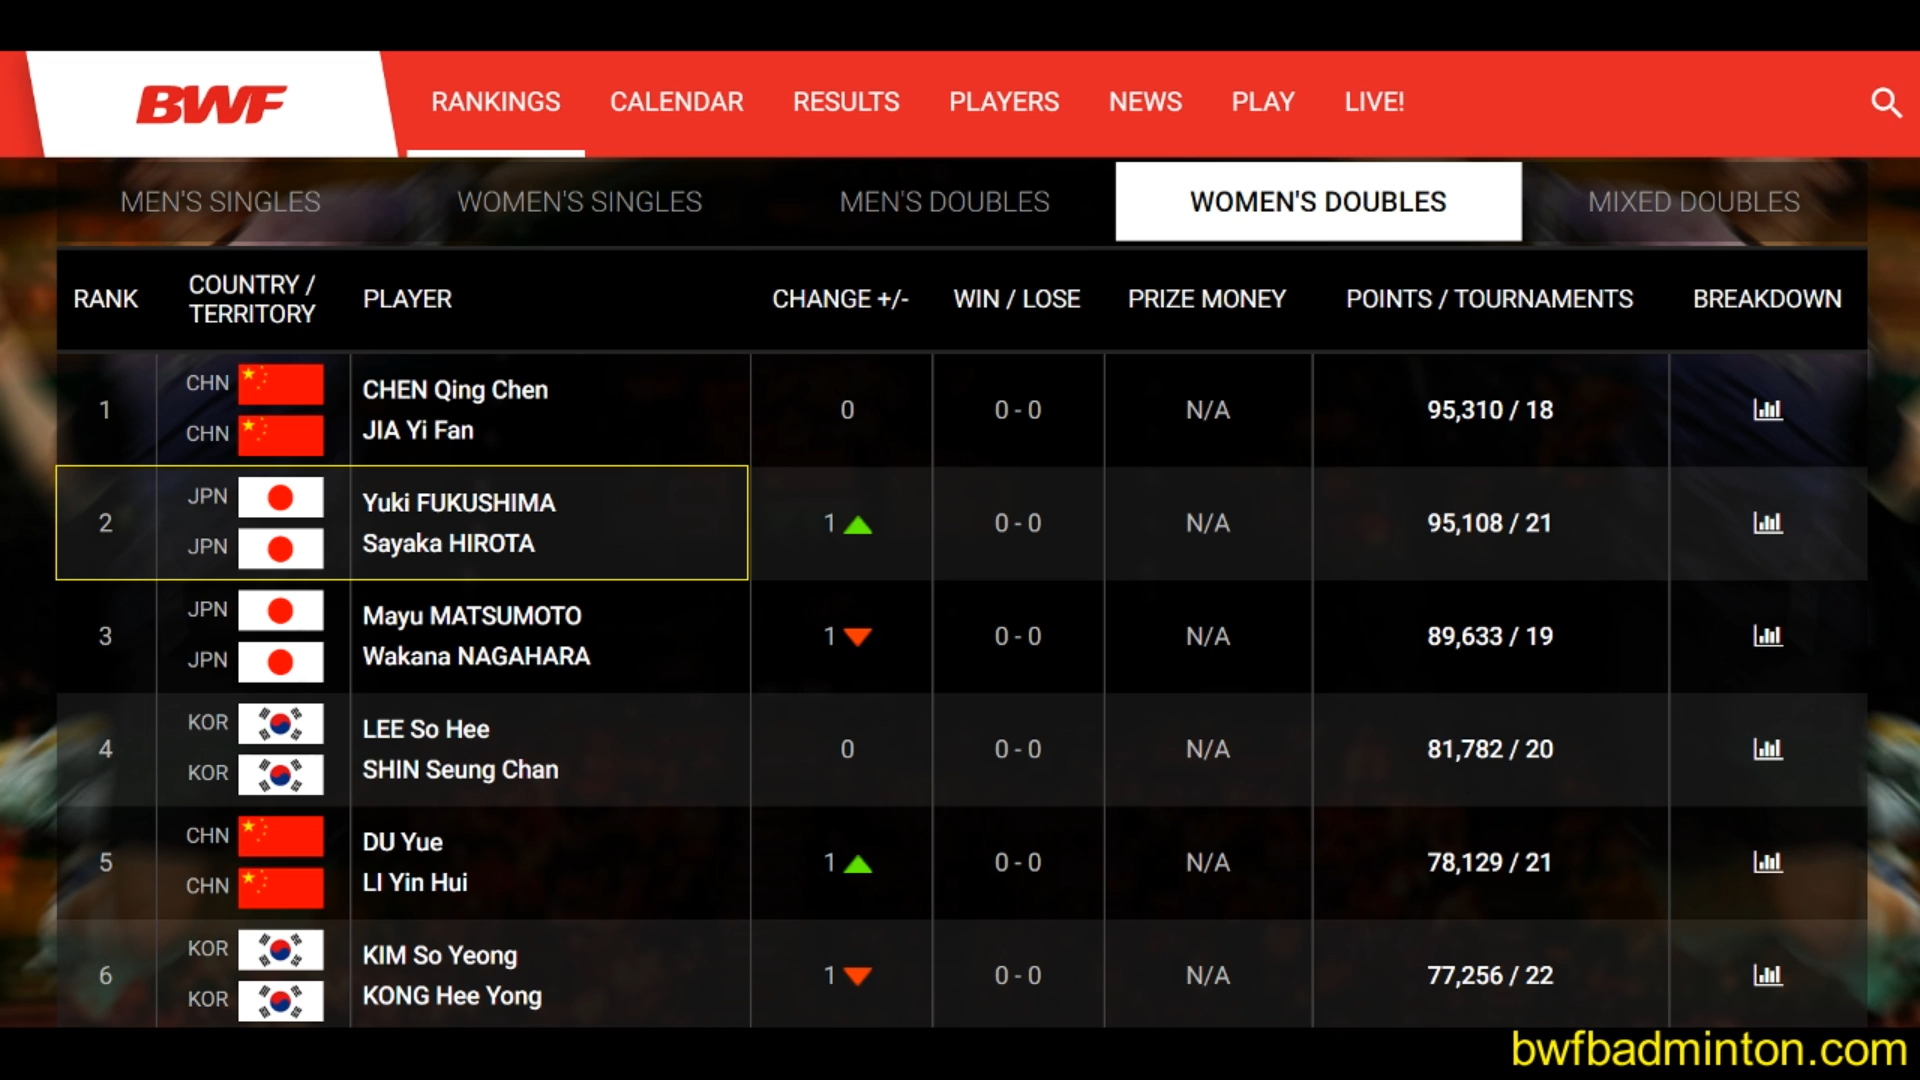 BWF
RANKINGS CALENDAR RESULTS PLAYERS NEWS PLAY LIVE!
MEN'S SINGLES WOMEN'S SINGLES MEN'S DOUBLES WOMEN'S DOUBLES MIXED DOUBLES
RANK COUNTRY / TERRITORY PLAYER CHANGE +/- WIN / LOSE PRIZE MONEY POINTS / TOURNAMENTS BREAKDOWN
1 CHN CHN CHEN Qing Chen JIA Yi Fan 0 0 - 0 N/A 95,310 / 18
2 JPN JPN Yuki FUKUSHIMA Sayaka HIROTA 1 0 - 0 N/A 95,108 / 21
3 JPN JPN Mayu MATSUMOTO Wakana NAGAHARA 1 0 - 0 N/A 89,633 / 19
4 KOR KOR LEE So Hee SHIN Seung Chan 0 0 - 0 N/A 81,782 / 20
5 CHN CHN DU Yue LI Yin Hui 1 0 - 0 N/A 78,129 / 21
6 KOR KOR KIM So Yeong KONG Hee Yong 1 0 - 0 N/A 77,256 / 22
bwfbadminton.com